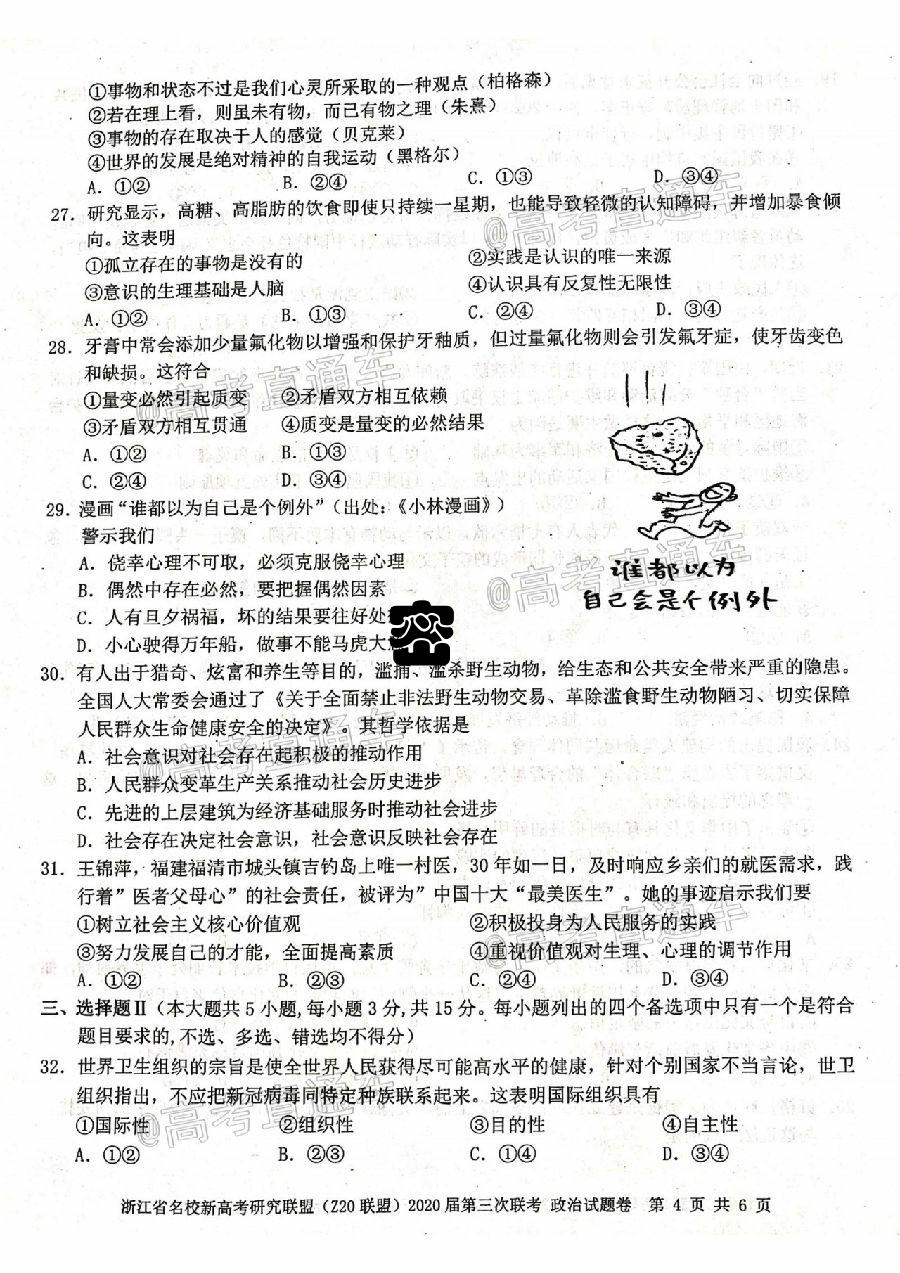 ①事物和状态不过是我们心灵所采取的一种观点（柏格森）
②若在理上看，则虽未有物，而已有物之理（朱熹）
③事物的存在取决于人的感觉（贝克莱）
④世界的发展是绝对精神的自我运动（黑格尔）
A．①②　B．②④　C．①③　D．③④
27．研究显示，高糖、高脂肪的饮食即使只持续一星期，也能导致轻微的认知障碍，并增加暴食倾
向。这表明
①孤立存在的事物是没有的　②实践是认识的唯一来源
③意识的生理基础是人脑　④认识具有反复性无限性
A．①②　B．①③　C．②④　D．③④
28．牙膏中常会添加少量氟化物以增强和保护牙釉质，但过量氟化物则会引发氟牙症，使牙齿变色
和缺损。这符合
①量变必然引起质变　②矛盾双方相互依赖
③矛盾双方相互贯通　④质变是量变的必然结果
A．①②　B．①③
C．②④　D．③④
29．漫画“谁都以为自己是个例外”（出处：《小林漫画》）
警示我们
A．侥幸心理不可取，必须克服侥幸心理
B．偶然中存在必然，要把握偶然因素
C．人有旦夕祸福，坏的结果要往好处
D．小心驶得万年船，做事不能马虎大
谁都以为
自己会是个例外
密
30．有人出于猎奇、炫富和养生等目的，滥捕、滥杀野生动物，给生态和公共安全带来严重的隐患。
全国人大常委会通过了《关于全面禁止非法野生动物交易、革除滥食野生动物陋习、切实保障
人民群众生命健康安全的决定》。其哲学依据是
A．社会意识对社会存在起积极的推动作用
B．人民群众变革生产关系推动社会历史进步
C．先进的上层建筑为经济基础服务时推动社会进步
D．社会存在决定社会意识，社会意识反映社会存在
31．王锦萍，福建福清市城头镇吉钓岛上唯一村医，30 年如一日，及时响应乡亲们的就医需求，践
行着”医者父母心”的社会责任，被评为”中国十大“最美医生”。她的事迹启示我们要
①树立社会主义核心价值观　②积极投身为人民服务的实践
③努力发展自己的才能，全面提高素质　④重视价值观对生理、心理的调节作用
A．①②　B．①③　C．②④　D．③④
三、选择题Ⅱ（本大题共 5 小题，每小题 3 分，共 15 分。每小题列出的四个备选项中只有一个是符合
题目要求的，不选、多选、错选均不得分）
32．世界卫生组织的宗旨是使全世界人民获得尽可能高水平的健康，针对个别国家不当言论，世卫
组织指出，不应把新冠病毒同特定种族联系起来。这表明国际组织具有
①国际性　②组织性　③目的性　④自主性
A．①②　B．①③　C．②④　D．③④
浙江省名校新高考研究联盟（Z20 联盟）2020 届第三次联考 政治试题卷　第 4 页 共 6 页
@高考直通车
@高考直通车
@高考直通车
@高考直通车
@高考直通车
@高考直通车